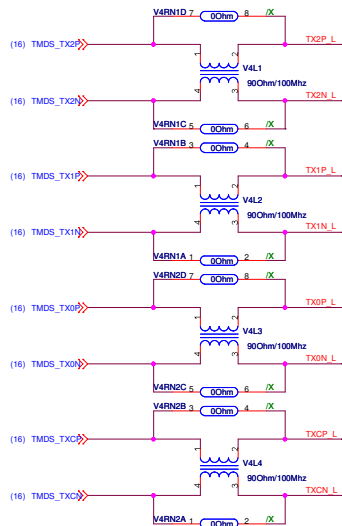 V4RN1D 7 0Ohm 8 /X
(16) TMDS_TX2P TX2P_L
1 2
V4L1
4 3
90Ohm/100Mhz
(16) TMDS_TX2N TX2N_L
V4RN1C 5 0Ohm 6 /X
V4RN1B 3 0Ohm 4 /X
(16) TMDS_TX1P TX1P_L
1 2
V4L2
4 3
90Ohm/100Mhz
(16) TMDS_TX1N TX1N_L
V4RN1A 1 0Ohm 2 /X
V4RN2D 7 0Ohm 8 /X
(16) TMDS_TX0P TX0P_L
1 2
V4L3
4 3
90Ohm/100Mhz
(16) TMDS_TX0N TX0N_L
V4RN2C 5 0Ohm 6 /X
V4RN2B 3 0Ohm 4 /X
(16) TMDS_TXCP TXCP_L
1 2
V4L4
4 3
90Ohm/100Mhz
(16) TMDS_TXCN TXCN_L
V4RN2A 1 0Ohm 2 /X